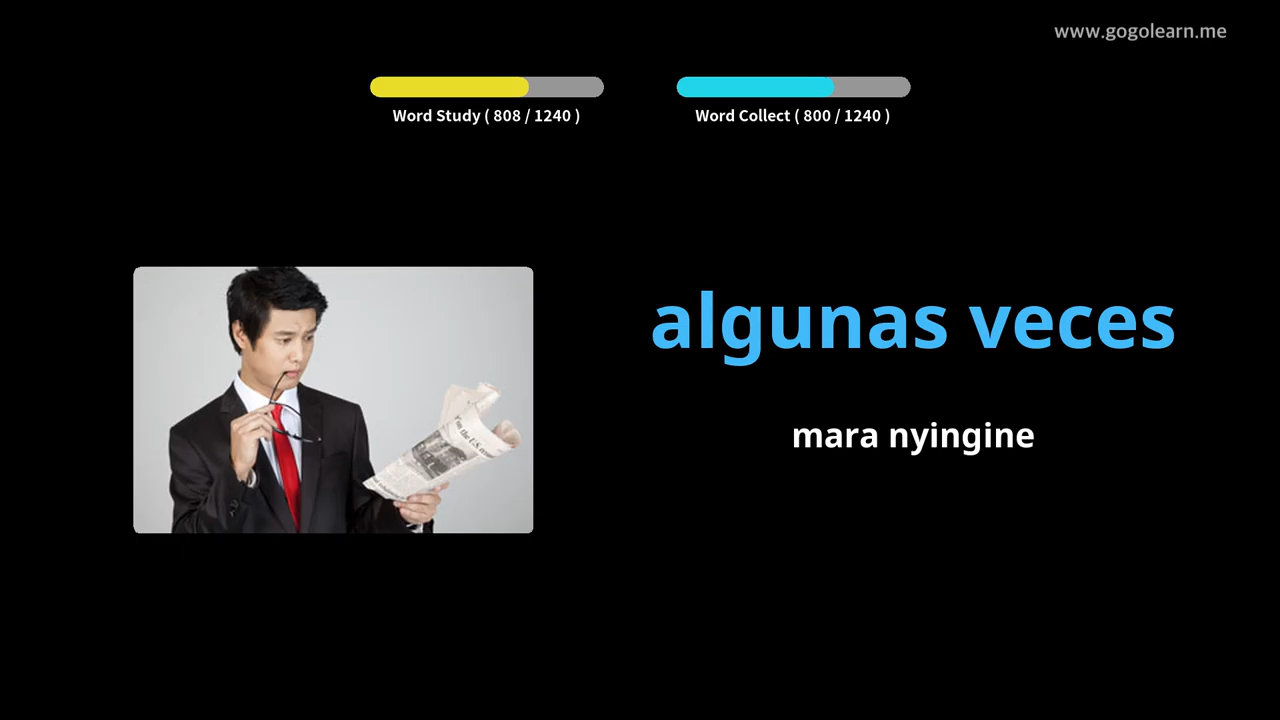 www.gogolearn.me
Word Study ( 808 / 1240 )
Word Collect ( 800 / 1240 )
algunas veces
mara nyingine